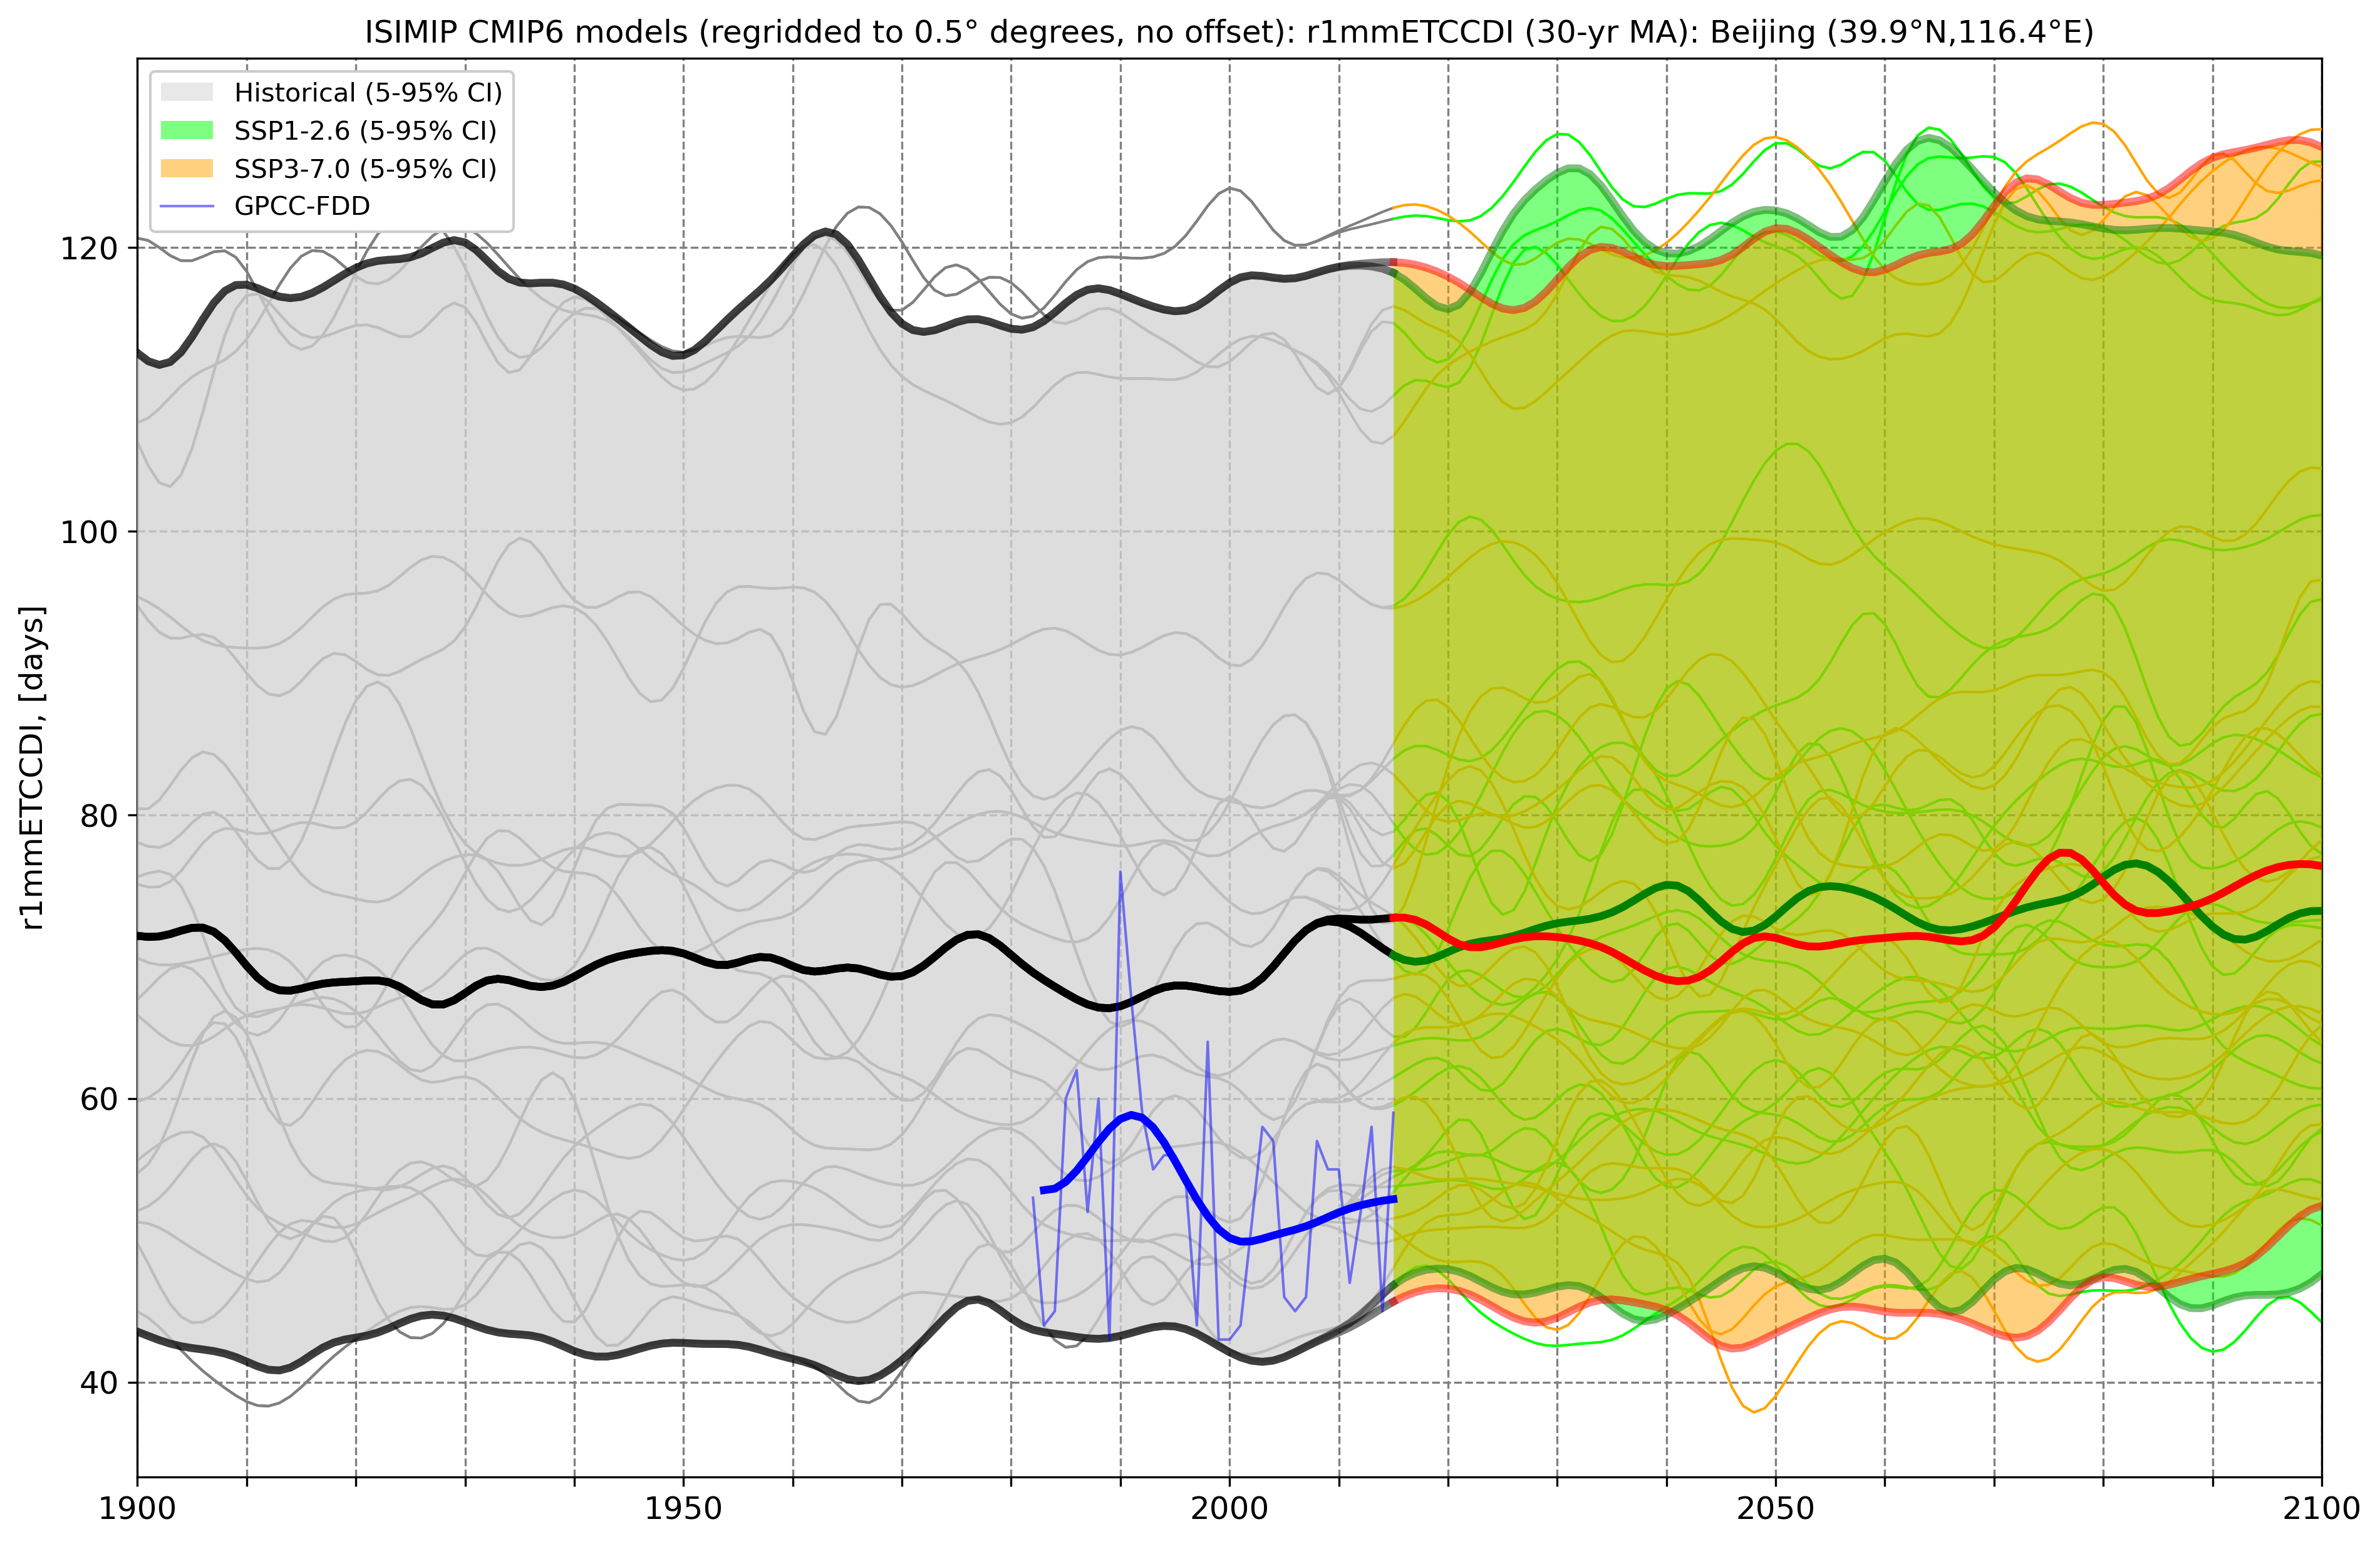 ISIMIP CMIP6 models (regridded to 0.5° degrees, no offset): r1mmETCCDI (30-yr MA): Beijing (39.9°N,116.4°E)
Historical (5-95% CI)
SSP1-2.6 (5-95% CI)
SSP3-7.0 (5-95% CI)
GPCC-FDD
r1mmETCCDI, [days]
120
100
80
60
40
1900
1950
2000
2050
2100